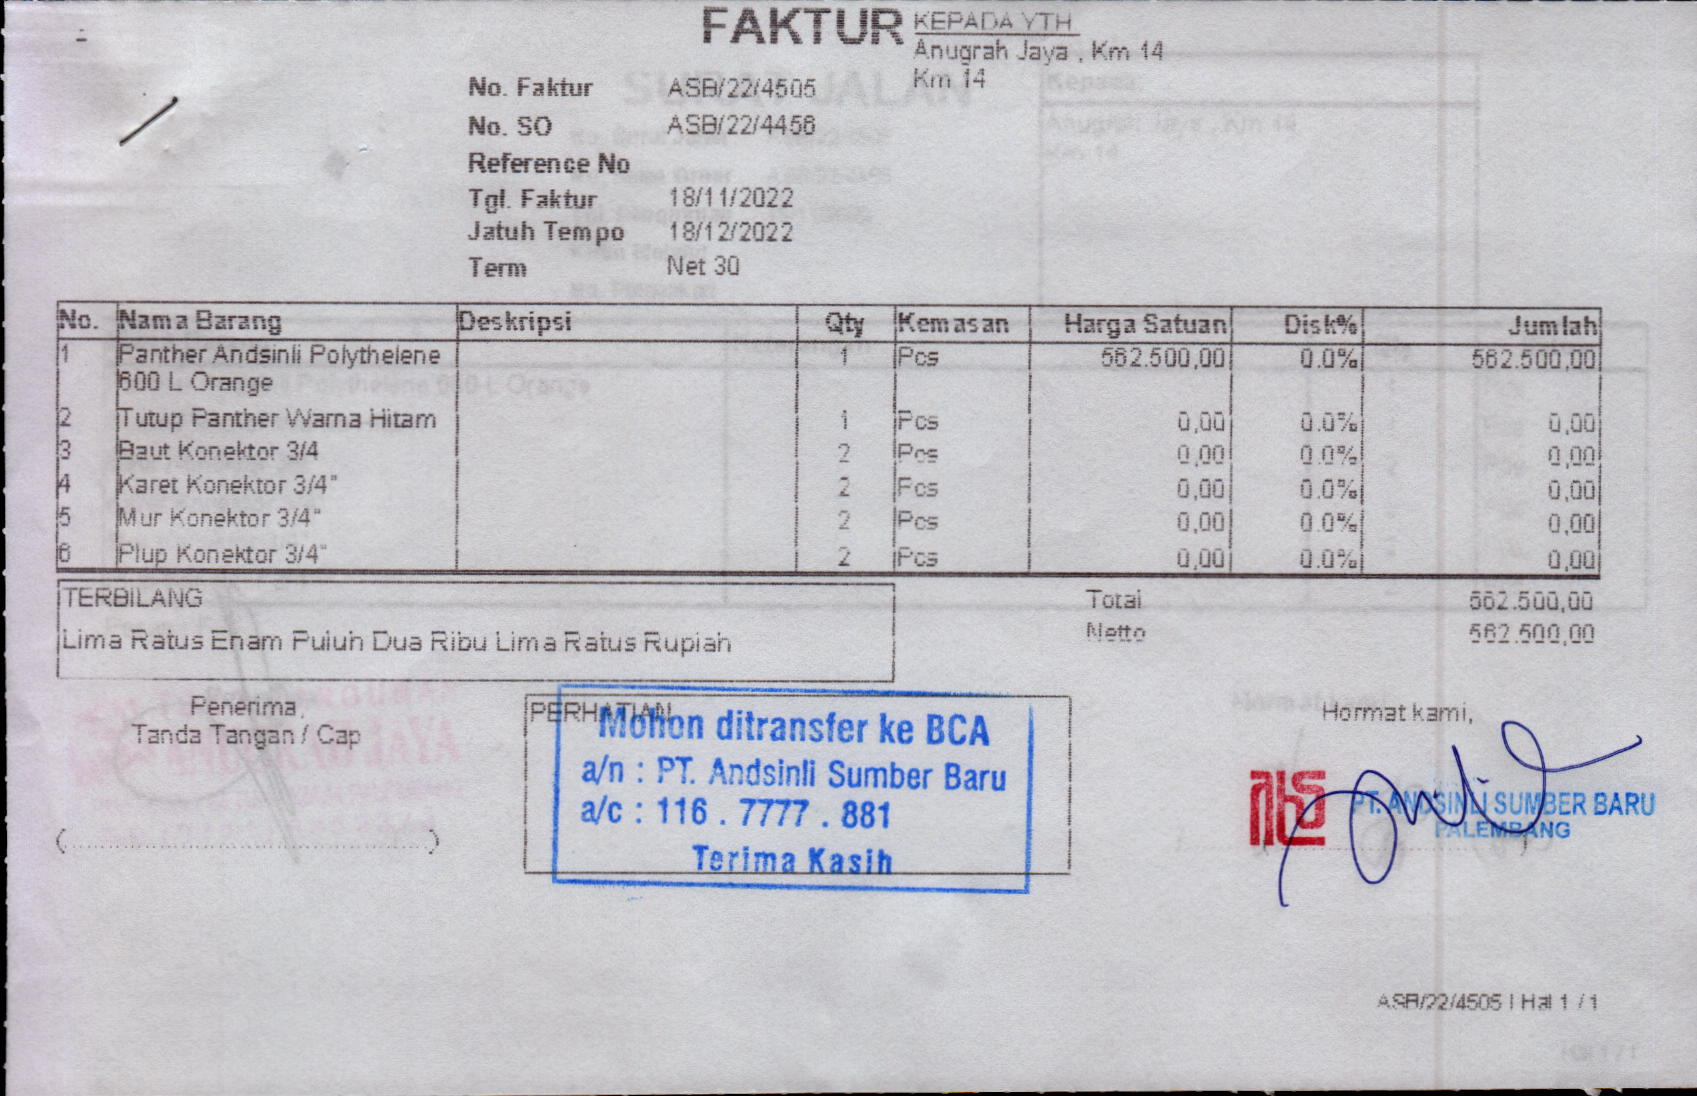 FAKTUR
KEPADA YTH
Anugrah Jaya , Km 14
Km 14
No. Faktur ASB/22/4505
No. SO ASB/22/4456
Reference No
Tgl. Faktur 18/11/2022
Jatuh Tempo 18/12/2022
Term Net 30
No. Nama Barang Deskripsi Qty Kemasan Harga Satuan Disk% Jumlah
1 Panther Andsinli Polythelene 1 Pcs 562.500,00 0.0% 562.500,00
600 L Orange
2 Tutup Panther Warna Hitam 1 Pcs 0,00 0.0% 0,00
3 Baut Konektor 3/4 2 Pcs 0,00 0.0% 0,00
4 Karet Konektor 3/4" 2 Pcs 0,00 0.0% 0,00
5 Mur Konektor 3/4" 2 Pcs 0,00 0.0% 0,00
6 Plup Konektor 3/4" 2 Pcs 0,00 0.0% 0,00
TERBILANG
Lima Ratus Enam Puluh Dua Ribu Lima Ratus Rupiah
Total 562.500,00
Netto 562.500,00
Penerima,
Tanda Tangan / Cap
PERHATIAN
Mohon ditransfer ke BCA
a/n : PT. Andsinli Sumber Baru
a/c : 116 . 7777 . 881
Terima Kasih
Hormat kami,
PT. ANDSINLI SUMBER BARU
PALEMBANG
ASB/22/4505 | Hal 1 / 1